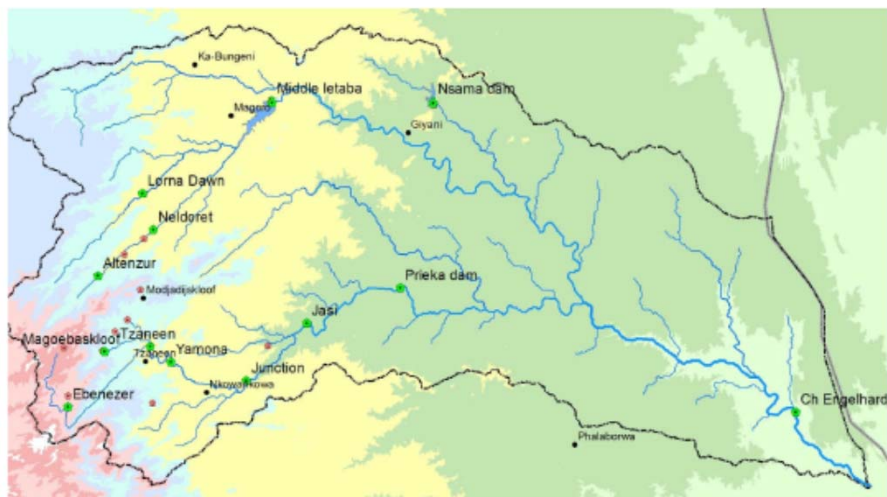 Ka-Bungeni
Middle letaba
Nsama dam
Magoro
Giyani
Lorna Dawn
Neldoret
Altenzur
Prieka dam
Modjadjiskloof
Jasi
Magoebaskloof
Tzaneen
Tzaneen
Yamona
Junction
Nkowankowa
Ebenezer
Ch Engelhard
Phalaborwa